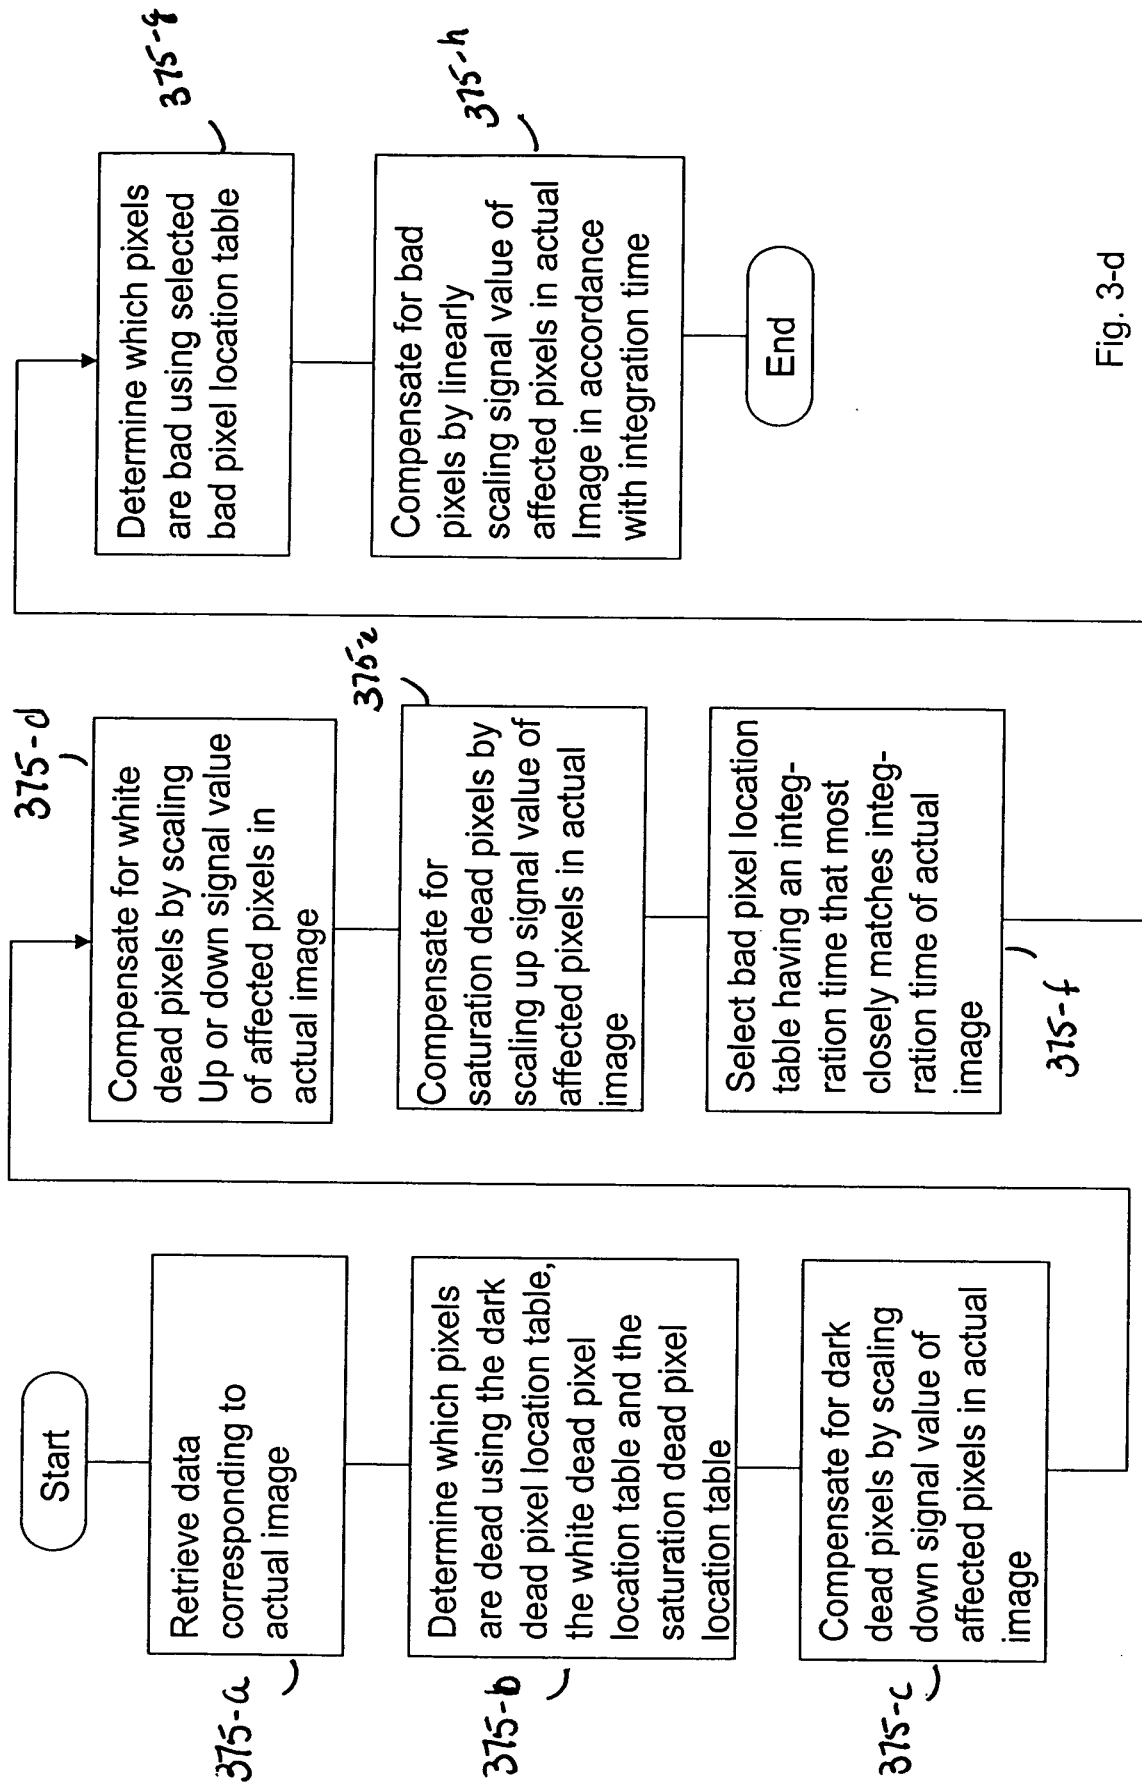 Start
Retrieve data
corresponding to
actual image
375-a
Determine which pixels
are dead using the dark
dead pixel location table,
the white dead pixel
location table and the
saturation dead pixel
location table
375-b
Compensate for dark
dead pixels by scaling
down signal value of
affected pixels in actual
image
375-c
375-d
Compensate for white
dead pixels by scaling
Up or down signal value
of affected pixels in
actual image
375-e
Compensate for
saturation dead pixels by
scaling up signal value of
affected pixels in actual
image
Select bad pixel location
table having an integ-
ration time that most
closely matches integ-
ration time of actual
image
375-f
375-g
Determine which pixels
are bad using selected
bad pixel location table
375-h
Compensate for bad
pixels by linearly
scaling signal value of
affected pixels in actual
Image in accordance
with integration time
End
Fig. 3-d